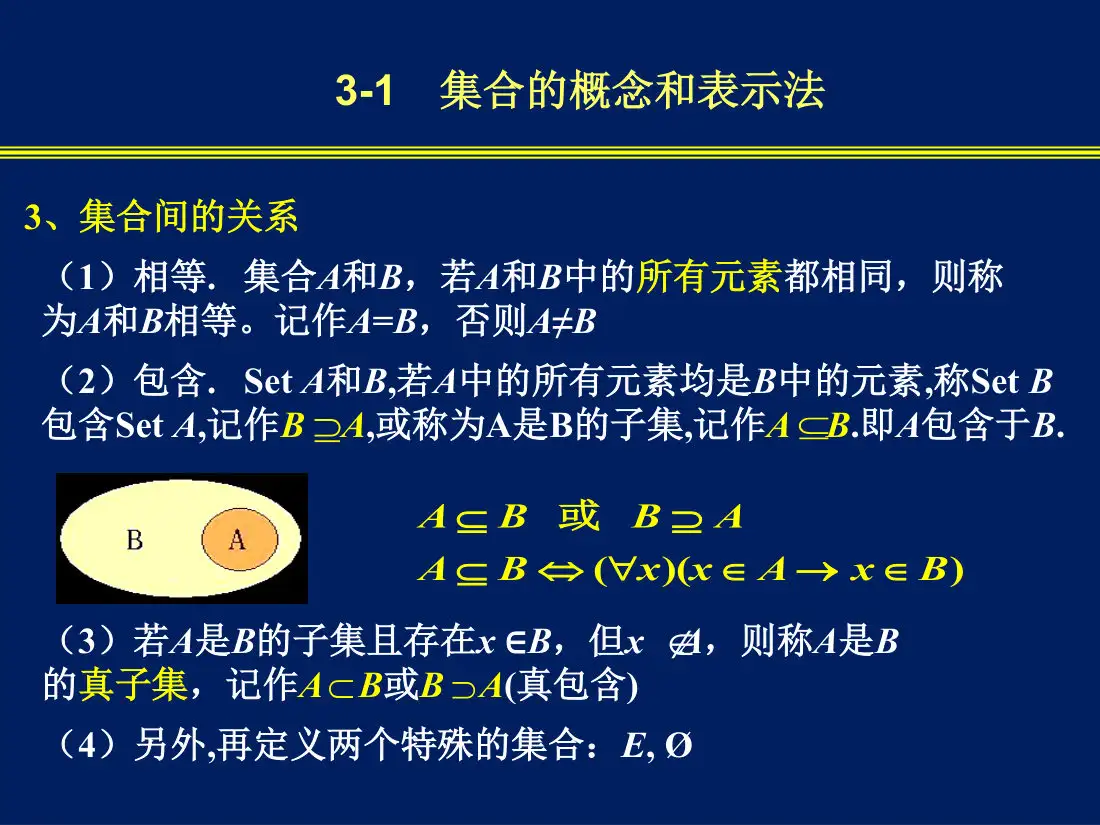 3-1 集合的概念和表示法
3、集合间的关系
（1）相等. 集合A和B，若A和B中的所有元素都相同，则称
为A和B相等。记作A=B，否则A≠B
（2）包含. Set A和B,若A中的所有元素均是B中的元素,称Set B
包含Set A,记作B ⊇A,或称为A是B的子集,记作A ⊆B.即A包含于B.
B A
A ⊆ B 或 B ⊇ A
A ⊆ B ⇔ (∀x)(x ∈ A → x ∈ B)
（3）若A是B的子集且存在x ∈B，但x ∉A，则称A是B
的真子集，记作A⊂B或B⊃A(真包含)
（4）另外,再定义两个特殊的集合：E, Ø